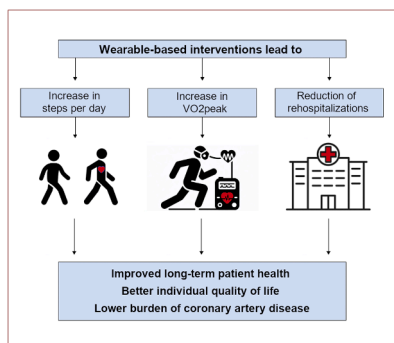 Wearable-based interventions lead to
Increase in
steps per day
Increase in
VO2peak
Reduction of
rehospitalizations
Improved long-term patient health
Better individual quality of life
Lower burden of coronary artery disease